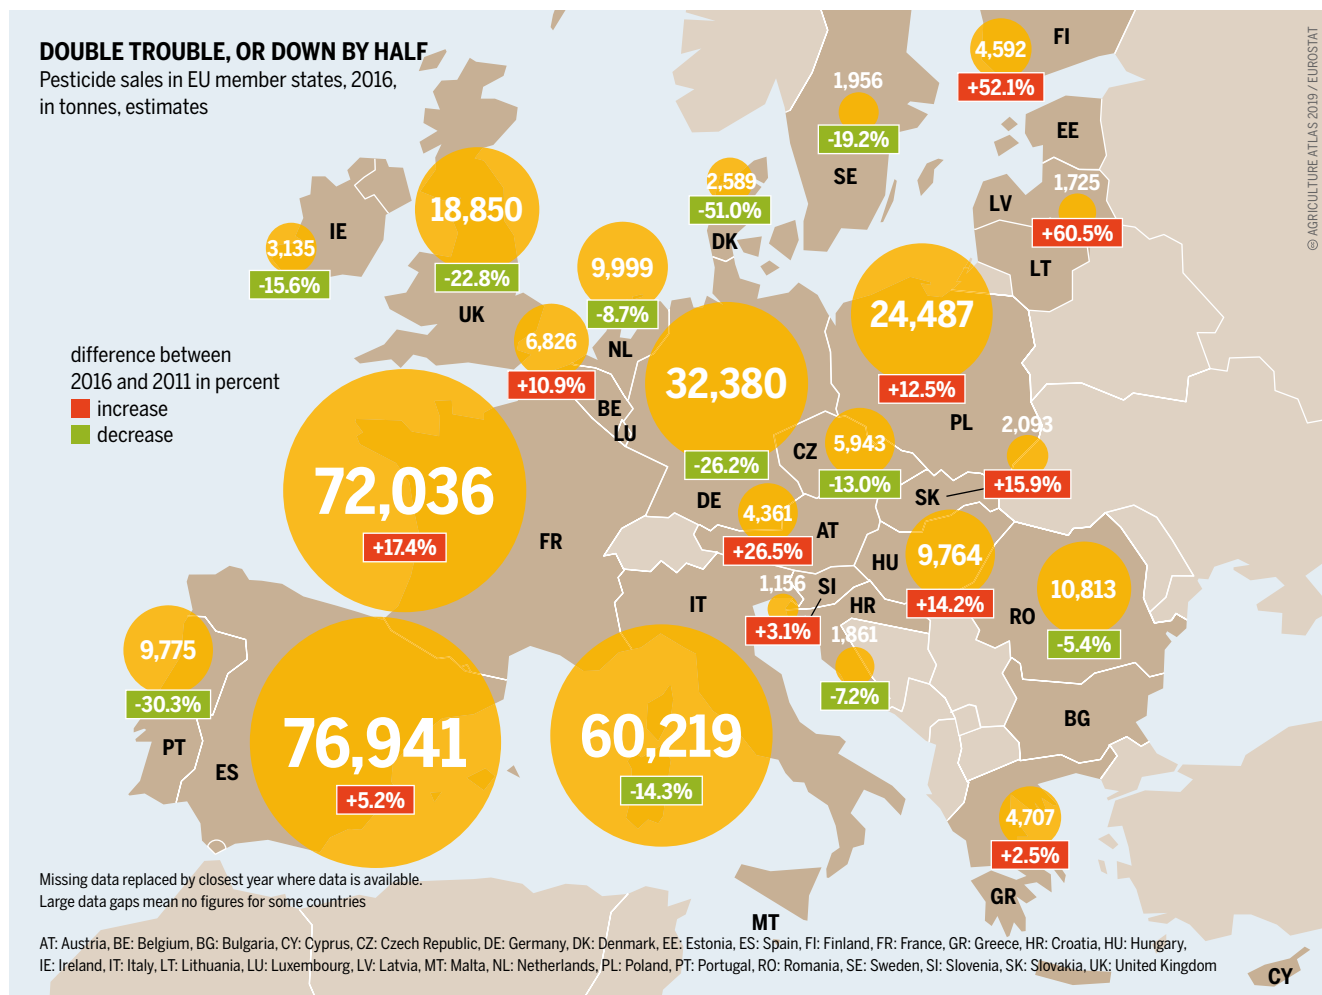 DOUBLE TROUBLE, OR DOWN BY HALF
Pesticide sales in EU member states, 2016,
in tonnes, estimates
FI
4,592
+52.1%
1,956
-19.2%
SE
EE
1,725
LV
+60.5%
LT
2,589
-51.0%
DK
18,850
-22.8%
UK
IE
3,135
-15.6%
9,999
-8.7%
NL
6,826
+10.9%
BE
LU
24,487
+12.5%
PL
32,380
-26.2%
DE
difference between
2016 and 2011 in percent
increase
decrease
2,093
+15.9%
SK
CZ
5,943
-13.0%
72,036
+17.4%
FR
4,361
AT
+26.5%
HU
9,764
+14.2%
10,813
RO
-5.4%
1,156
SI
+3.1%
IT
HR
1,861
-7.2%
9,775
-30.3%
PT
ES
76,941
+5.2%
60,219
-14.3%
BG
4,707
+2.5%
GR
MT
CY
Missing data replaced by closest year where data is available.
Large data gaps mean no figures for some countries
AT: Austria, BE: Belgium, BG: Bulgaria, CY: Cyprus, CZ: Czech Republic, DE: Germany, DK: Denmark, EE: Estonia, ES: Spain, FI: Finland, FR: France, GR: Greece, HR: Croatia, HU: Hungary,
IE: Ireland, IT: Italy, LT: Lithuania, LU: Luxembourg, LV: Latvia, MT: Malta, NL: Netherlands, PL: Poland, PT: Portugal, RO: Romania, SE: Sweden, SI: Slovenia, SK: Slovakia, UK: United Kingdom
🅭 AGRICULTURE ATLAS 2019 / EUROSTAT